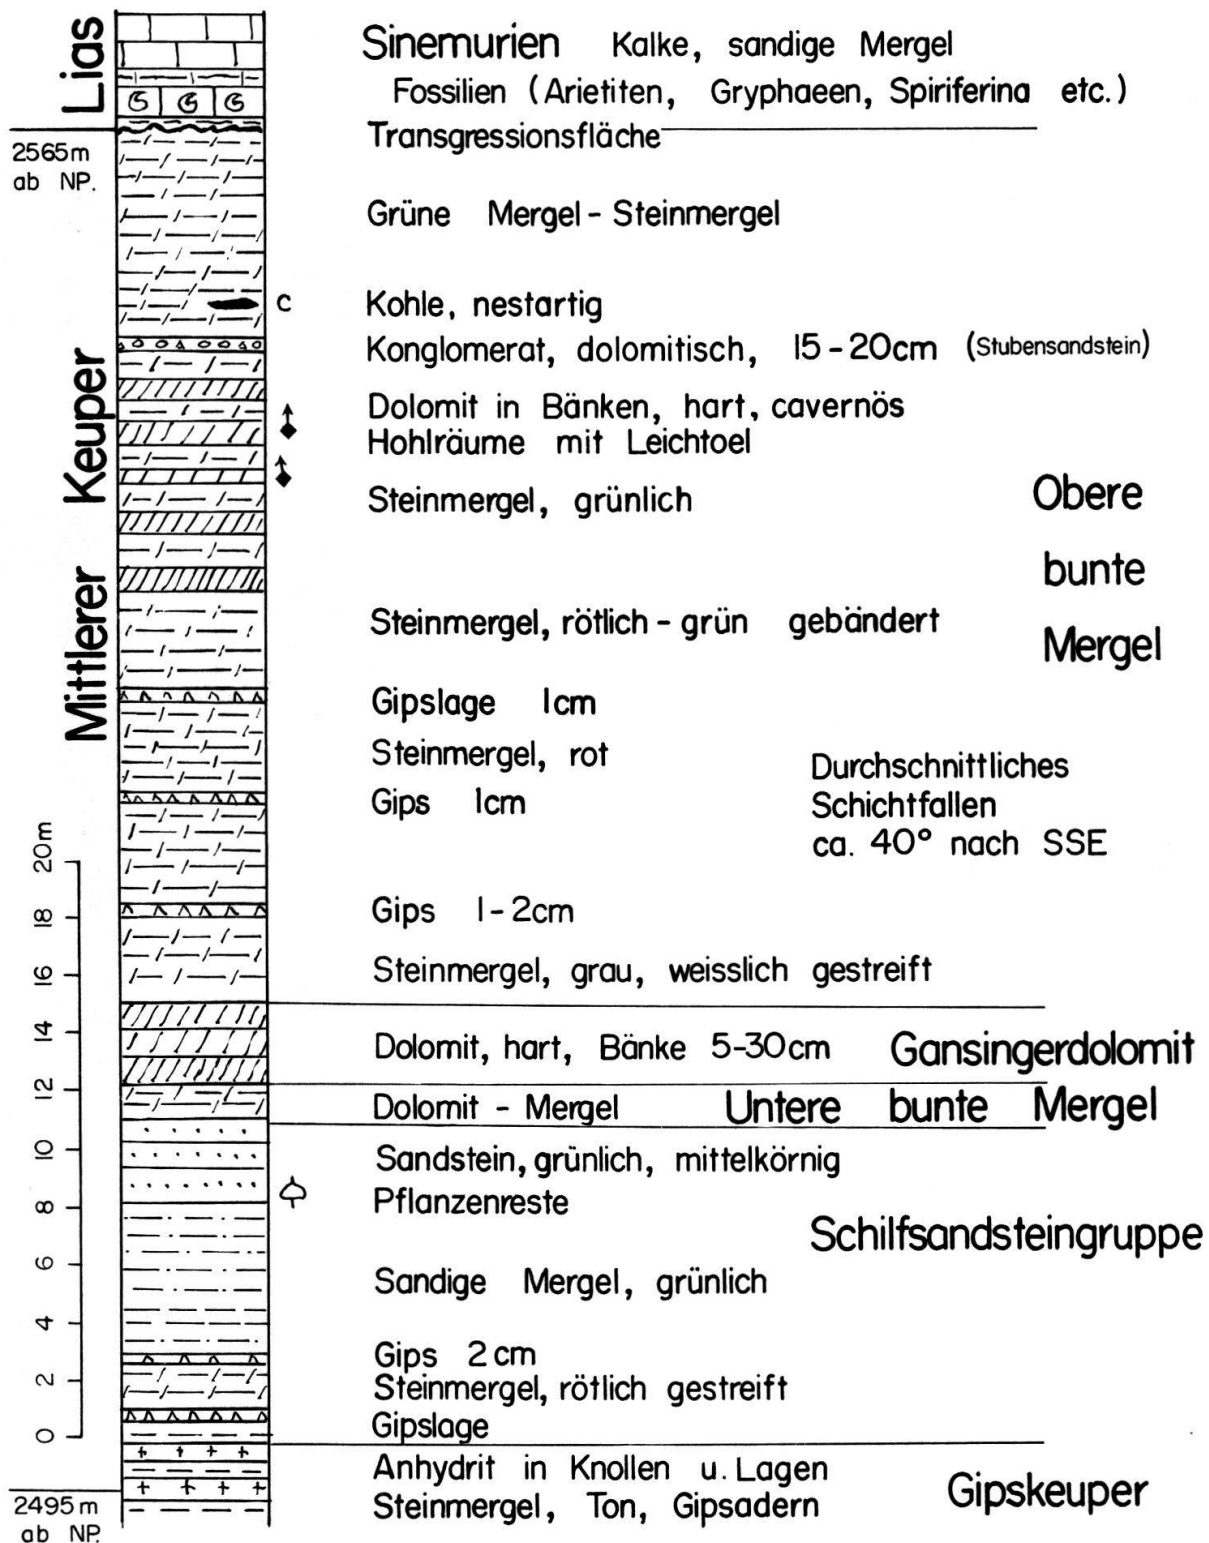 Lias
Sinemurien Kalke, sandige Mergel
Fossilien (Arietiten, Gryphaeen, Spiriferina etc.)
Transgressionsfläche
2565m
ab NP.
Grüne Mergel - Steinmergel
C
Kohle, nestartig
Konglomerat, dolomitisch, 15-20cm (Stubensandstein)
Mittlerer Keuper
Dolomit in Bänken, hart, cavernös
Hohlräume mit Leichtoel
Steinmergel, grünlich
Obere
bunte
Mergel
Steinmergel, rötlich - grün gebändert
Gipslage 1cm
Steinmergel, rot
Gips 1cm
Durchschnittliches
Schichtfallen
ca. 40° nach SSE
20m
18
16
14
12
10
8
6
4
2
0
Gips 1-2cm
Steinmergel, grau, weisslich gestreift
Dolomit, hart, Bänke 5-30cm Gansingerdolomit
Dolomit - Mergel Untere bunte Mergel
Sandstein, grünlich, mittelkörnig
Pflanzenreste
Schilfsandsteingruppe
Sandige Mergel, grünlich
Gips 2cm
Steinmergel, rötlich gestreift
Gipslage
Anhydrit in Knollen u. Lagen
Steinmergel, Ton, Gipsadern
Gipskeuper
2495m
ab NP.